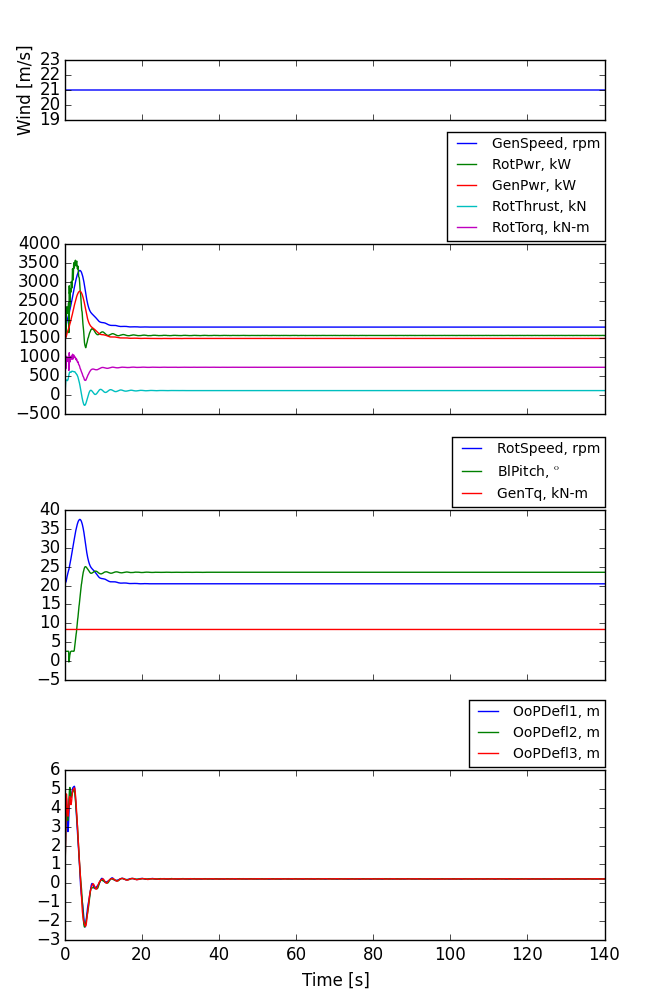 Wind [m/s]
23
22
21
20
19
GenSpeed, rpm
RotPwr, kW
GenPwr, kW
RotThrust, kN
RotTorq, kN-m
4000
3500
3000
2500
2000
1500
1000
500
0
−500
RotSpeed, rpm
BlPitch, °
GenTq, kN-m
40
35
30
25
20
15
10
5
0
−5
OoPDefl1, m
OoPDefl2, m
OoPDefl3, m
6
5
4
3
2
1
0
−1
−2
−3
0 20 40 60 80 100 120 140
Time [s]